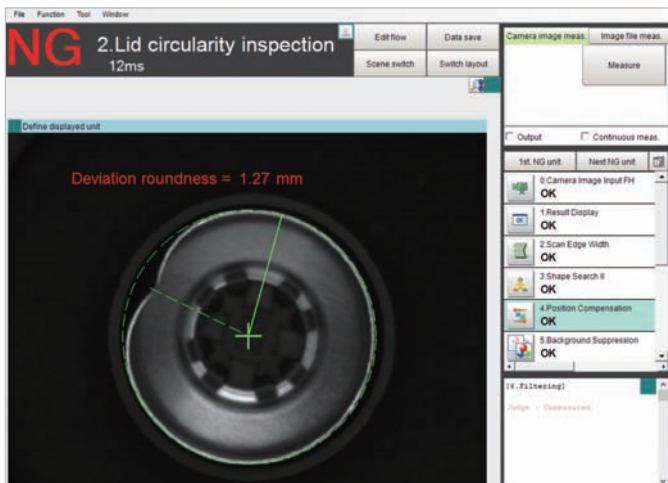 File Function Tool Window
NG
2.Lid circularity inspection
12ms
Edit flow Data save
Scene switch Switch layout
Camera image meas. Image file meas.
Measure
Output Continuous meas.
Define displayed unit
Deviation roundness = 1.27 mm
1st. NG unit Next NG unit
0.Camera Image Input FH
OK
1.Result Display
OK
2.Scan Edge Width
OK
3.Shape Search II
OK
4.Position Compensation
OK
5.Background Suppression
OK
[6.Filtering]
Judge : Unmeasured